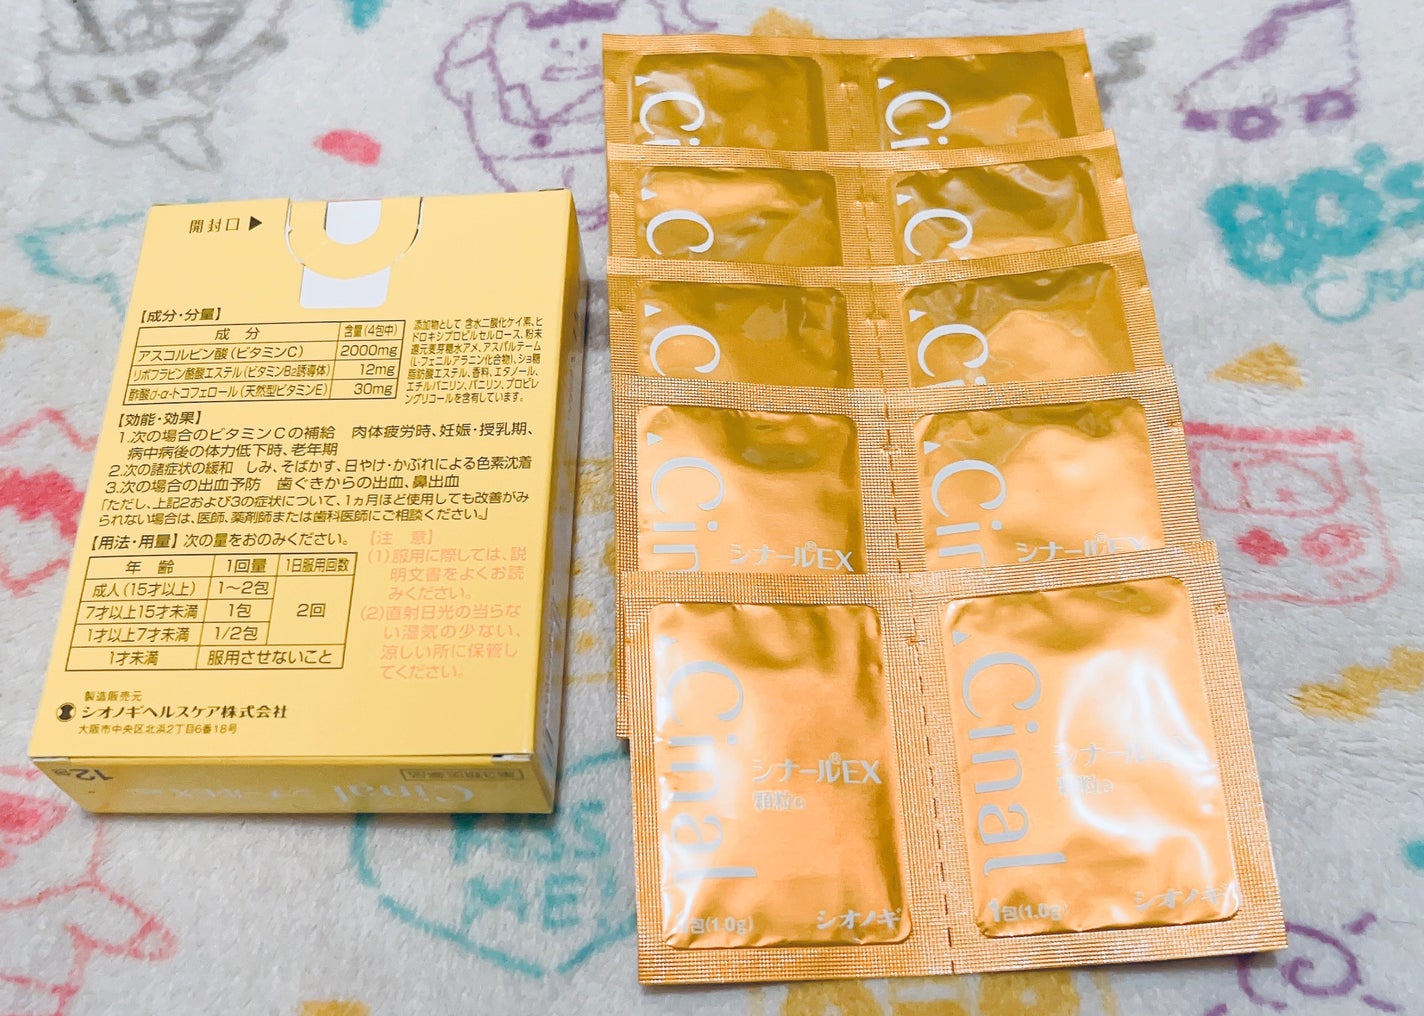 開封口▶
【成分・分量】
成 分 含量(4包中)
アスコルビン酸(ビタミンC) 2000mg
リボフラビン酪酸エステル(ビタミンB2誘導体) 12mg
酢酸d-α-トコフェロール(天然型ビタミンE) 30mg
添加物として 含水二酸化ケイ素、ヒ
ドロキシプロピルセルロース、粉末
還元麦芽糖水アメ、アスパルテーム
(L-フェニルアラニン化合物)、ショ糖
脂肪酸エステル、香料、エタノール、
エチルバニリン、バニリン、プロピレ
ングリコールを含有しています。
【効能・効果】
1.次の場合のビタミンCの補給 肉体疲労時、妊娠・授乳期、
病中病後の体力低下時、老年期
2.次の諸症状の緩和 しみ、そばかす、日やけ・かぶれによる色素沈着
3.次の場合の出血予防 歯ぐきからの出血、鼻出血
「ただし、上記2および3の症状について、1ヵ月ほど使用しても改善がみ
られない場合は、医師、薬剤師または歯科医師にご相談ください。」
【用法・用量】次の量をおのみください。
年 齢 1回量 1日服用回数
成人(15才以上) 1~2包
7才以上15才未満 1包 2回
1才以上7才未満 1/2包
1才未満 服用させないこと
【注 意】
(1)服用に際しては、説
明文書をよくお読
みください。
(2)直射日光の当らな
い湿気の少ない、
涼しい所に保管し
てください。
製造販売元
シオノギヘルスケア株式会社
大阪市中央区北浜2丁目6番18号
12包
第3類医薬品
Cinal シナールEX
Ci
Ci
C
C
C
Ci
Cin
シナール®EX
Cin
シナール®EX
Cinal
シナール®EX
顆粒e
1包(1.0g)
シオノギ
Cinal
シナール
顆粒e
1包(1.0g)
シオノギ